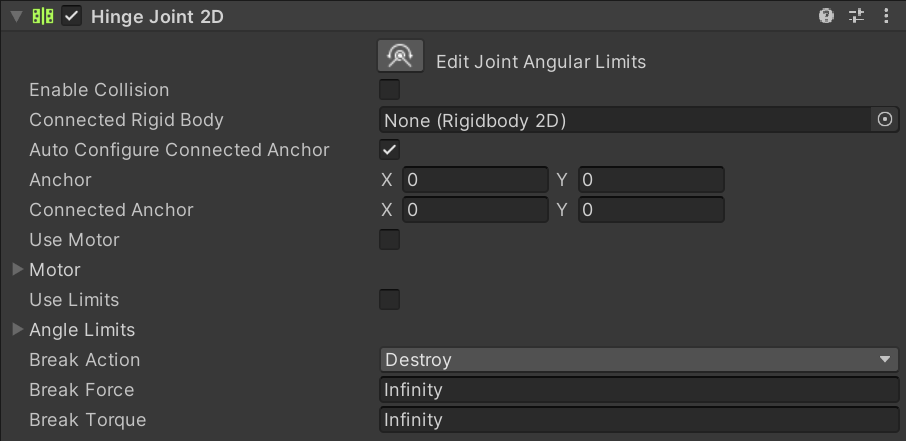 Hinge Joint 2D
Edit Joint Angular Limits
Enable Collision
Connected Rigid Body None (Rigidbody 2D)
Auto Configure Connected Anchor
Anchor X 0 Y 0
Connected Anchor X 0 Y 0
Use Motor
Motor
Use Limits
Angle Limits
Break Action Destroy
Break Force Infinity
Break Torque Infinity